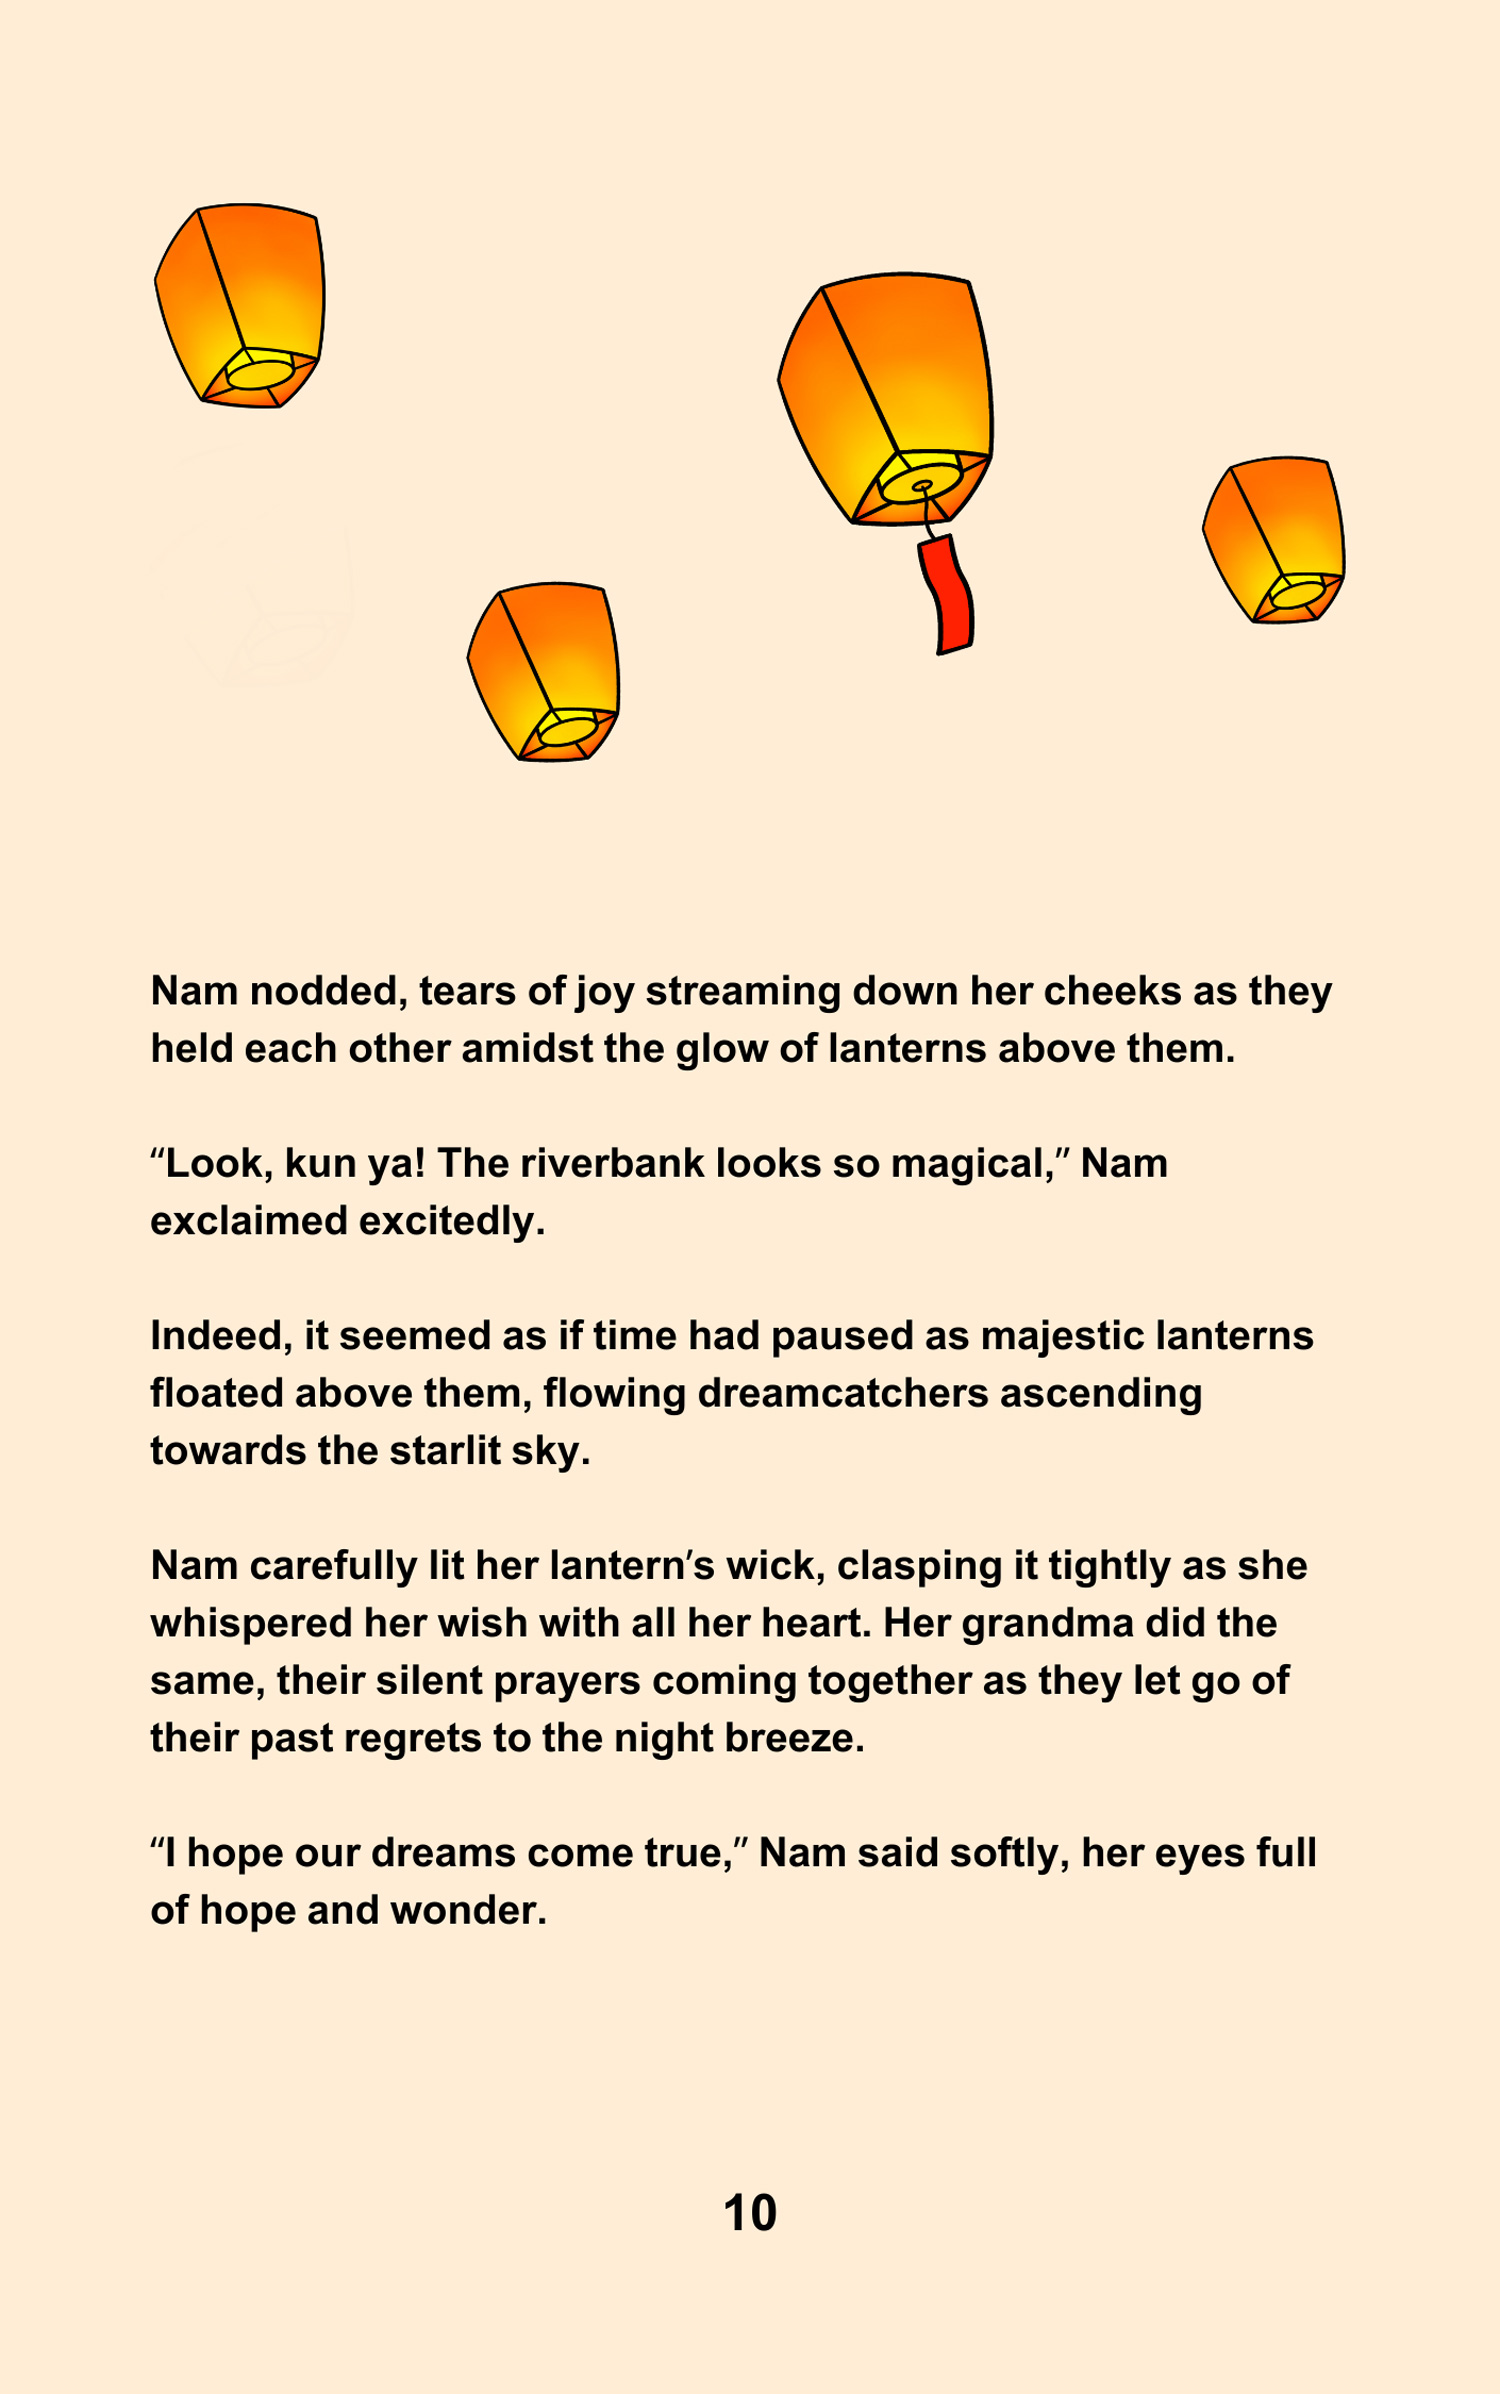 Nam nodded, tears of joy streaming down her cheeks as they
held each other amidst the glow of lanterns above them.
“Look, kun ya! The riverbank looks so magical,” Nam
exclaimed excitedly.
Indeed, it seemed as if time had paused as majestic lanterns
floated above them, flowing dreamcatchers ascending
towards the starlit sky.
Nam carefully lit her lantern’s wick, clasping it tightly as she
whispered her wish with all her heart. Her grandma did the
same, their silent prayers coming together as they let go of
their past regrets to the night breeze.
“I hope our dreams come true,” Nam said softly, her eyes full
of hope and wonder.
10